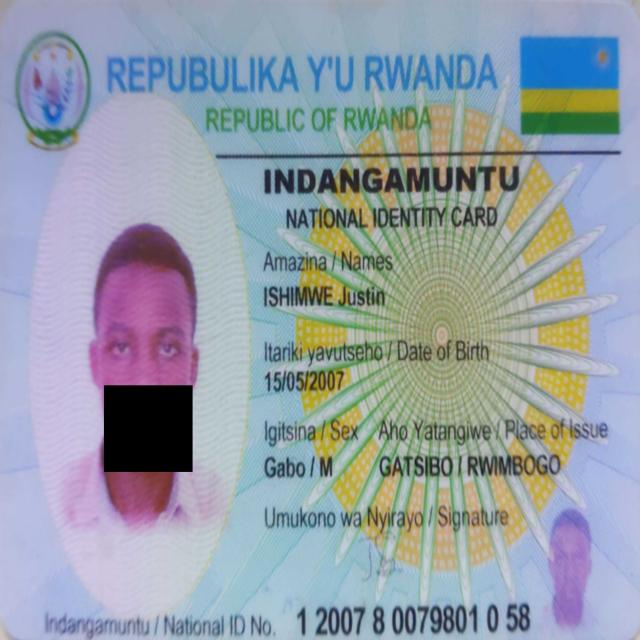 REPUBULIKA Y'U RWANDA
REPUBLIC OF RWANDA
INDANGAMUNTU
NATIONAL IDENTITY CARD
Amazina / Names
ISHIMWE Justin
Itariki yavutseho / Date of Birth
15/05/2007
Igitsina / Sex Aho Yatangiwe / Place of Issue
Gabo / M GATSIBO / RWIMBOGO
Umukono wa Nyirayo / Signature
Indangamuntu / National ID No. 1 2007 8 0079801 0 58